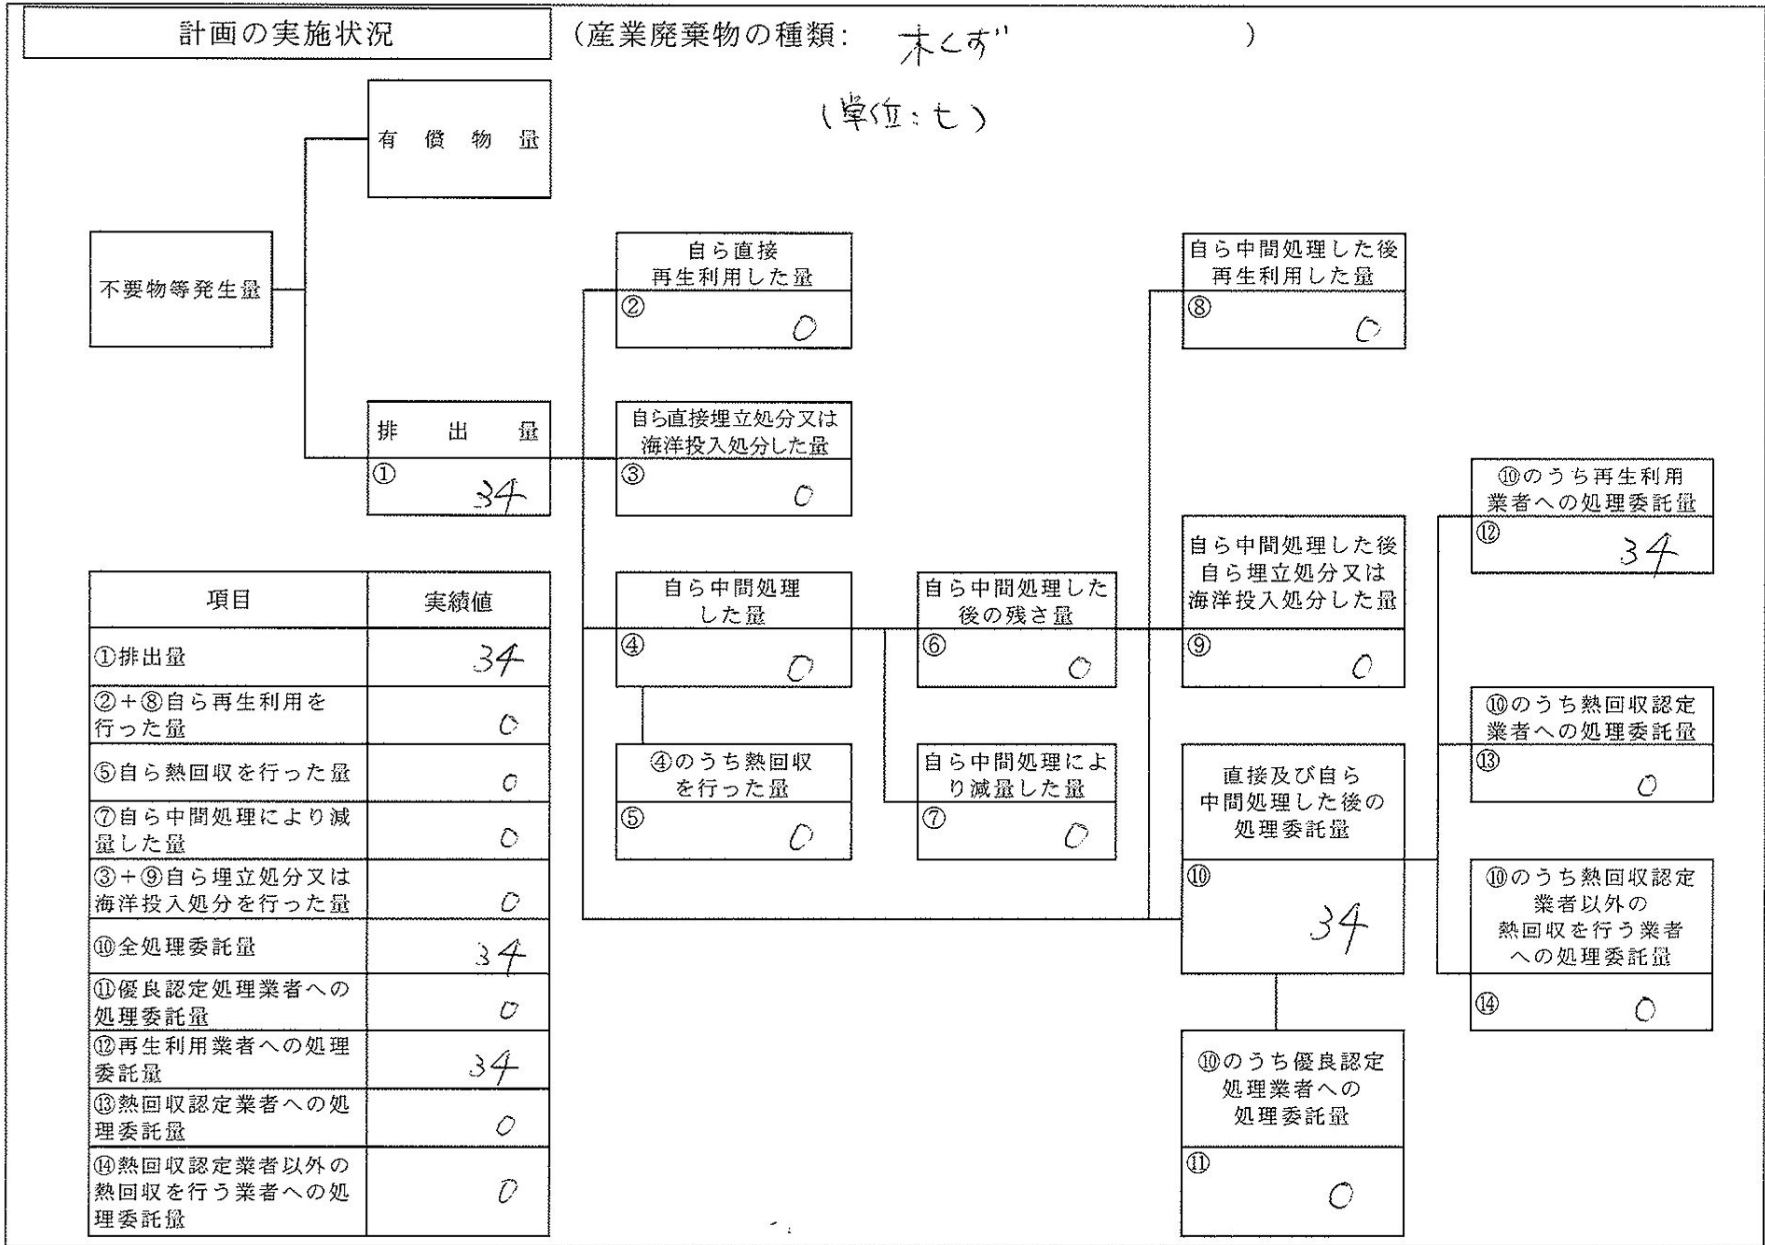 計画の実施状況
(産業廃棄物の種類: 木くず )
(単位:t)
有償物量
不要物等発生量
自ら直接
再生利用した量
②
0
自ら中間処理した後
再生利用した量
⑧
0
排出量
①
34
自ら直接埋立処分又は
海洋投入処分した量
③
0
⑩のうち再生利用
業者への処理委託量
⑫
34
自ら中間処理
した量
④
0
自ら中間処理した
後の残さ量
⑥
0
自ら中間処理した後
自ら埋立処分又は
海洋投入処分した量
⑨
0
⑩のうち熱回収認定
業者への処理委託量
⑬
0
④のうち熱回収
を行った量
⑤
0
自ら中間処理によ
り減量した量
⑦
0
直接及び自ら
中間処理した後の
処理委託量
⑩
34
⑩のうち熱回収認定
業者以外の
熱回収を行う業者
への処理委託量
⑭
0
⑩のうち優良認定
処理業者への
処理委託量
⑪
0
項目 実績値
①排出量 34
②+⑧自ら再生利用を
行った量 0
⑤自ら熱回収を行った量 0
⑦自ら中間処理により減
量した量 0
③+⑨自ら埋立処分又は
海洋投入処分を行った量 0
⑩全処理委託量 34
⑪優良認定処理業者への
処理委託量 0
⑫再生利用業者への処理
委託量 34
⑬熱回収認定業者への処
理委託量 0
⑭熱回収認定業者以外の
熱回収を行う業者への処
理委託量 0